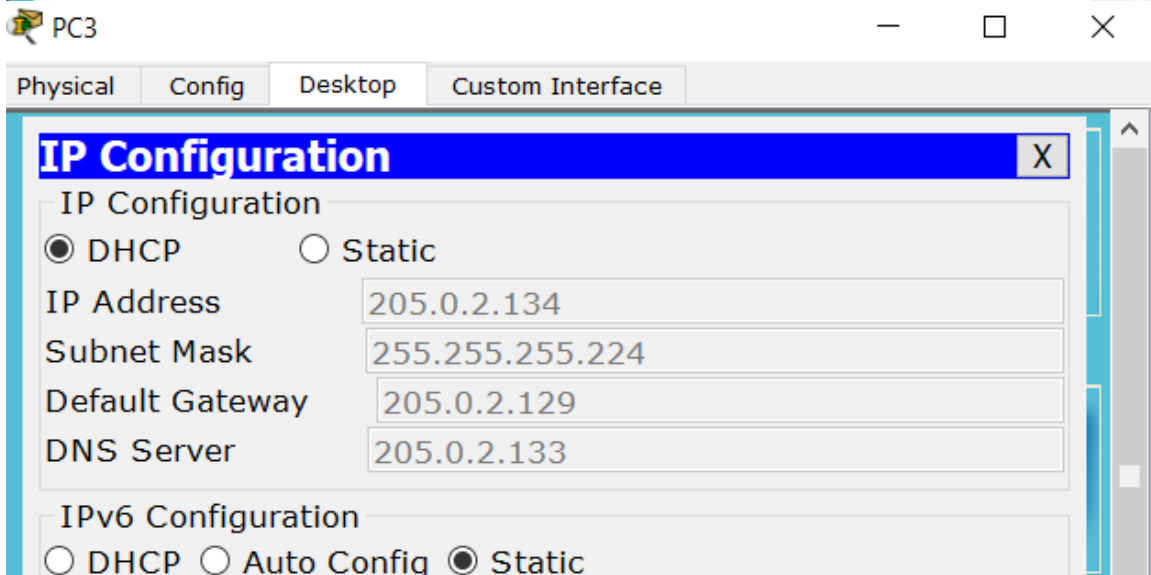 PC3
Physical Config Desktop Custom Interface
IP Configuration X
IP Configuration
DHCP Static
IP Address 205.0.2.134
Subnet Mask 255.255.255.224
Default Gateway 205.0.2.129
DNS Server 205.0.2.133
IPv6 Configuration
DHCP Auto Config Static